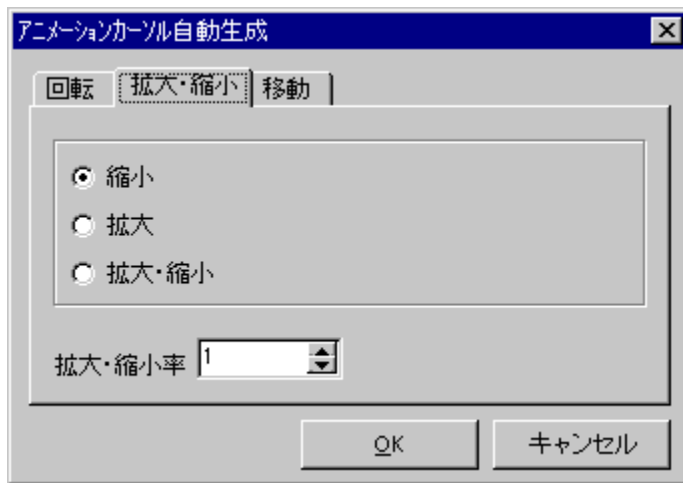 アニメーションカーソル自動生成
回転 拡大・縮小 移動
縮小
拡大
拡大・縮小
拡大・縮小率 1
OK キャンセル